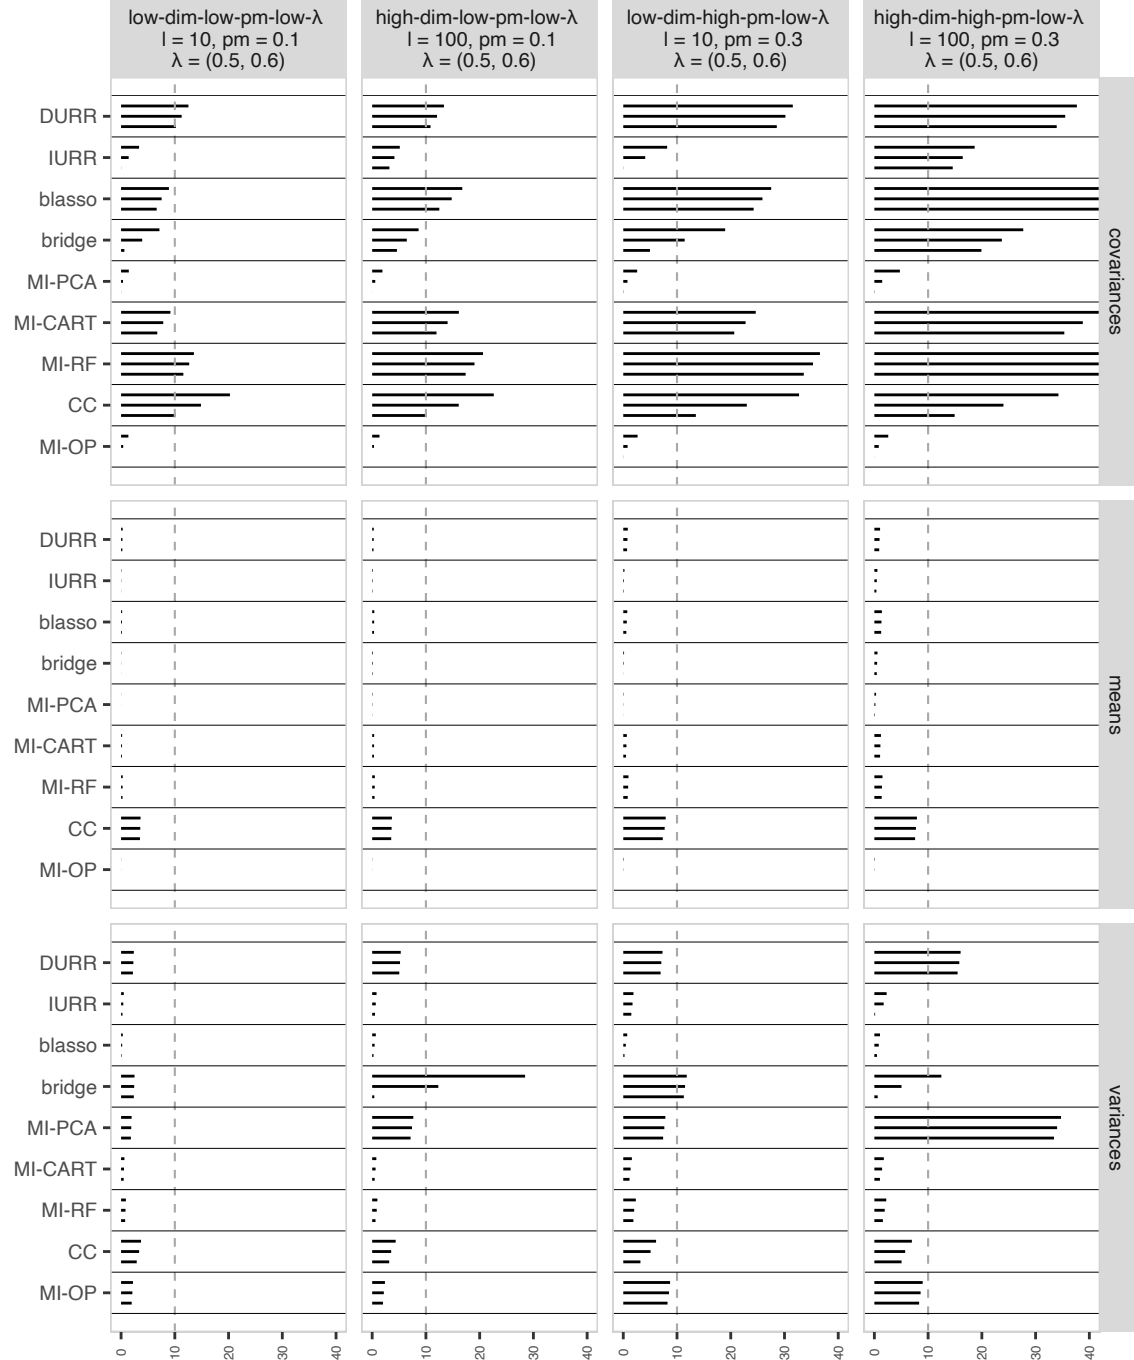 low-dim-low-pm-low-λ
l = 10, pm = 0.1
λ = (0.5, 0.6)
high-dim-low-pm-low-λ
l = 100, pm = 0.1
λ = (0.5, 0.6)
low-dim-high-pm-low-λ
l = 10, pm = 0.3
λ = (0.5, 0.6)
high-dim-high-pm-low-λ
l = 100, pm = 0.3
λ = (0.5, 0.6)
DURR
IURR
blasso
bridge
MI-PCA
MI-CART
MI-RF
CC
MI-OP
covariances
DURR
IURR
blasso
bridge
MI-PCA
MI-CART
MI-RF
CC
MI-OP
means
DURR
IURR
blasso
bridge
MI-PCA
MI-CART
MI-RF
CC
MI-OP
variances
0 10 20 30 40
0 10 20 30 40
0 10 20 30 40
0 10 20 30 40